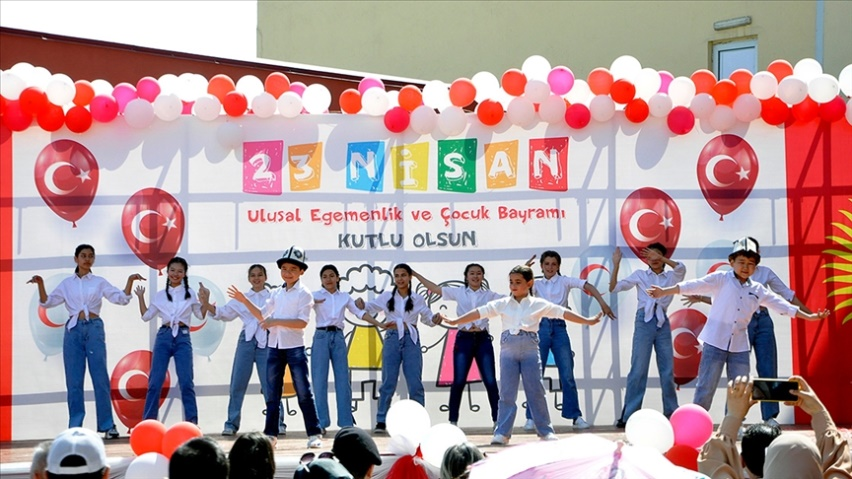 23 NİSAN
Ulusal Egemenlik ve Çocuk Bayramı
KUTLU OLSUN